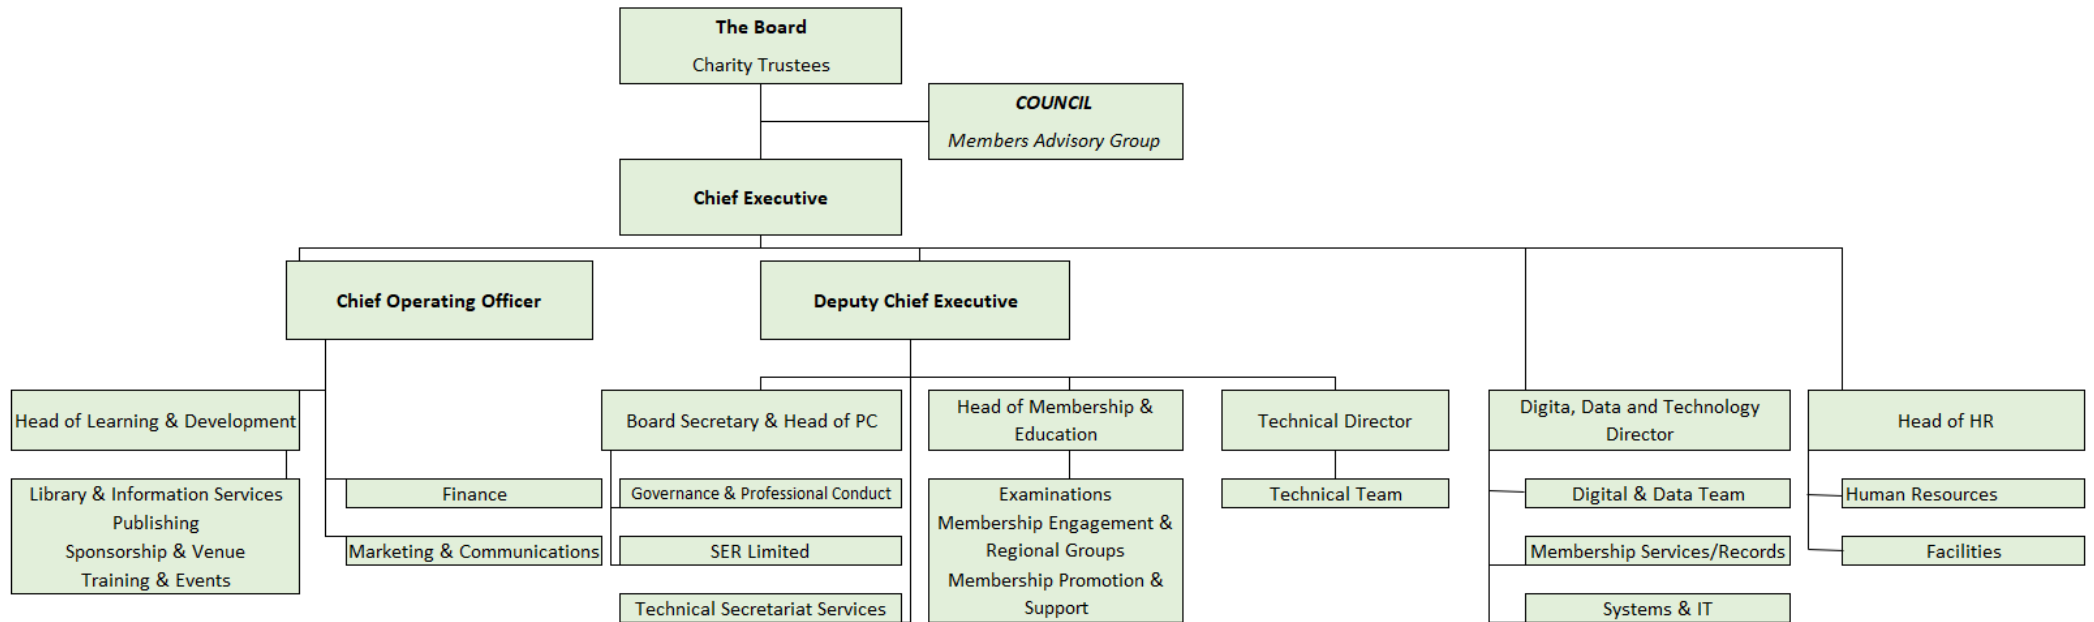 The Board
Charity Trustees
COUNCIL
Members Advisory Group
Chief Executive
Chief Operating Officer
Deputy Chief Executive
Head of Learning & Development
Board Secretary & Head of PC
Head of Membership &
Education
Technical Director
Digita, Data and Technology
Director
Head of HR
Library & Information Services
Publishing
Sponsorship & Venue
Training & Events
Finance
Marketing & Communications
Governance & Professional Conduct
SER Limited
Technical Secretariat Services
Examinations
Membership Engagement &
Regional Groups
Membership Promotion &
Support
Technical Team
Digital & Data Team
Membership Services/Records
Systems & IT
Human Resources
Facilities